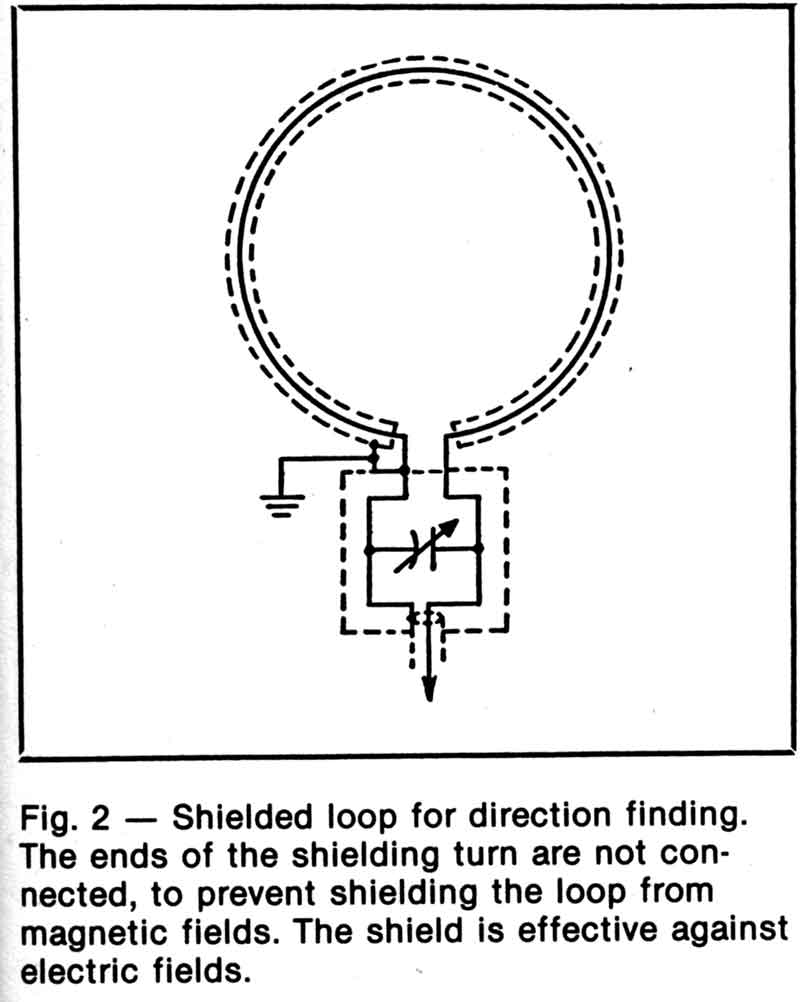 Fig. 2 — Shielded loop for direction finding.
The ends of the shielding turn are not con-
nected, to prevent shielding the loop from
magnetic fields. The shield is effective against
electric fields.